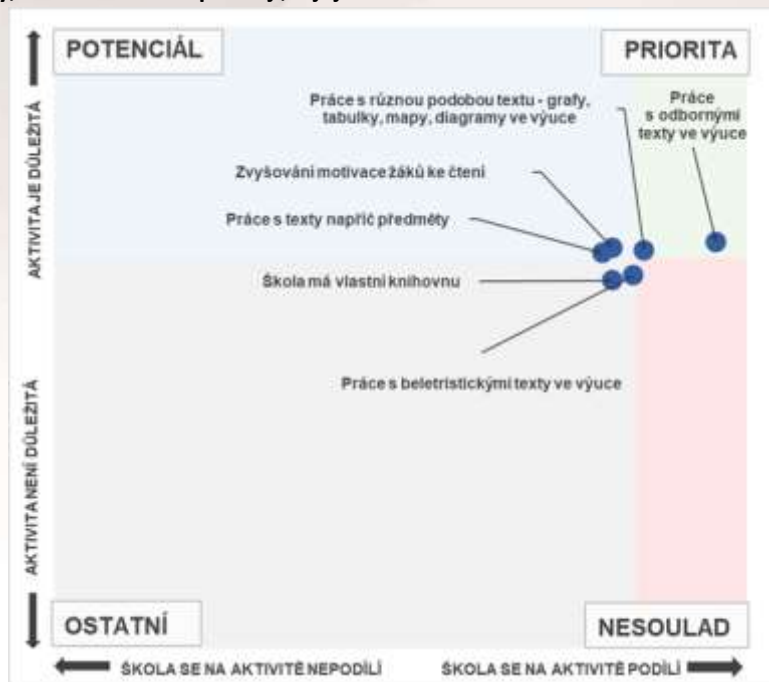 POTENCIÁL
PRIORITA
Práce s různou podobou textu - grafy,
tabulky, mapy, diagramy ve výuce
Práce
s odbornými
texty ve výuce
Zvyšování motivace žáků ke čtení
Práce s texty napříč předměty
Škola má vlastní knihovnu
Práce s beletristickými texty ve výuce
AKTIVITA JE DŮLEŽITÁ
AKTIVITA NENÍ DŮLEŽITÁ
OSTATNÍ
NESOULAD
ŠKOLA SE NA AKTIVITĚ NEPODÍLÍ
ŠKOLA SE NA AKTIVITĚ PODÍLÍ